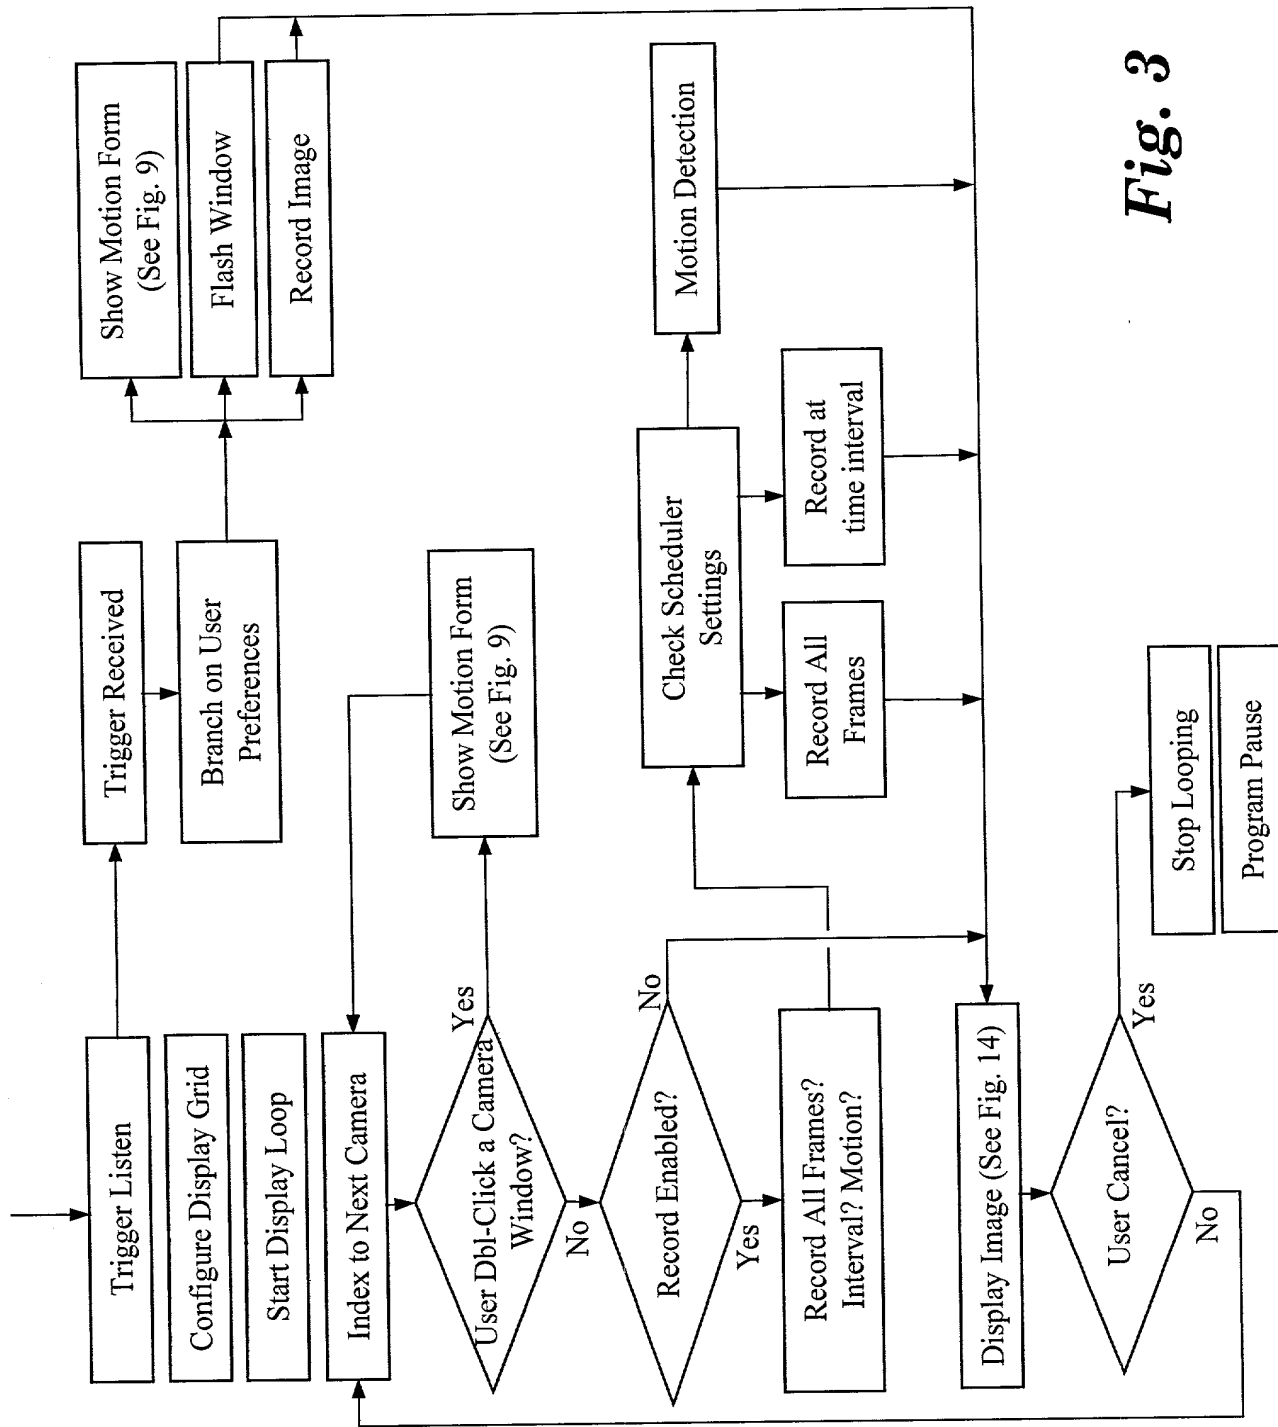 Trigger Listen
Configure Display Grid
Start Display Loop
Index to Next Camera
User Dbl-Click a Camera
Window?
Yes
No
Record Enabled?
No
Yes
Record All Frames?
Interval? Motion?
Display Image (See Fig. 14)
User Cancel?
Yes
No
Trigger Received
Branch on User
Preferences
Show Motion Form
(See Fig. 9)
Check Scheduler
Settings
Record All
Frames
Record at
time interval
Stop Looping
Program Pause
Show Motion Form
(See Fig. 9)
Flash Window
Record Image
Motion Detection
Fig. 3